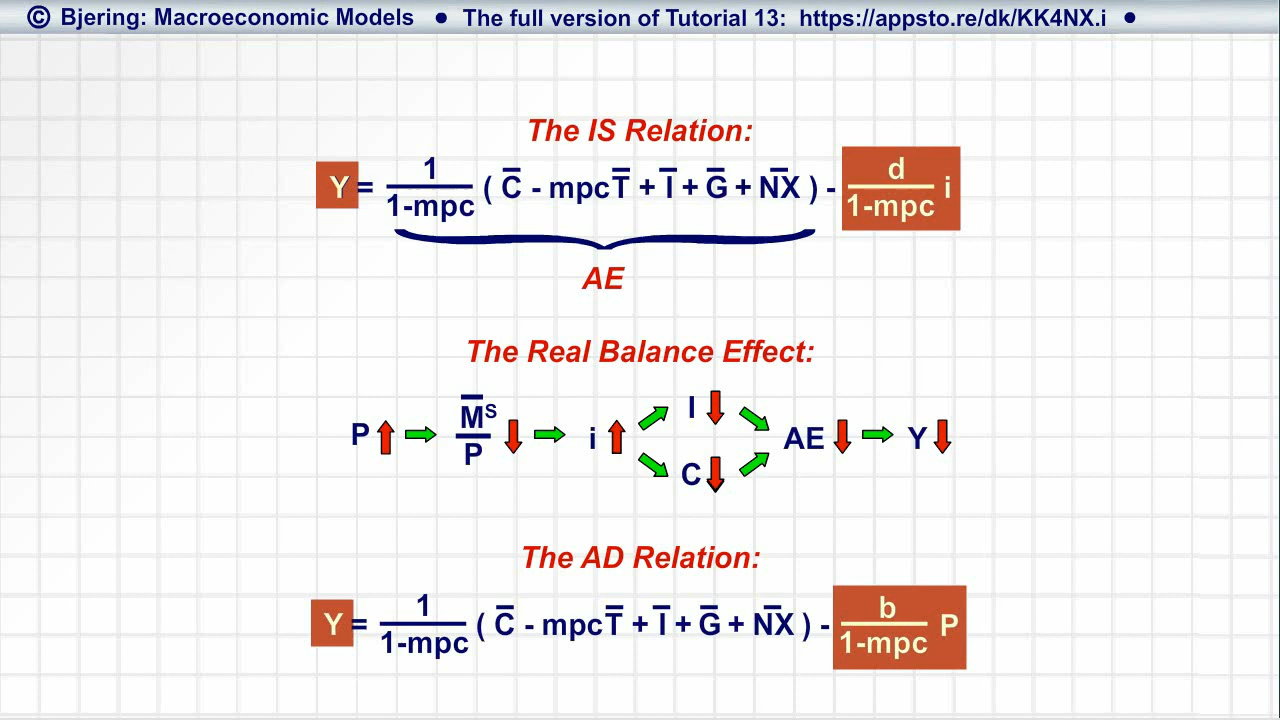 © Bjering: Macroeconomic Models • The full version of Tutorial 13: https://appsto.re/dk/KK4NX.i •
The IS Relation:
Y = 1/1-mpc ( C̅ - mpcT̅ + I̅ + G̅ + N̅X̅ ) - d/1-mpc i
AE
The Real Balance Effect:
P ↑ → M̅ˢ/P ↓ → i ↑ ↗ I ↓ ↘ AE ↓ → Y ↓
↘ C ↓ ↗
The AD Relation:
Y = 1/1-mpc ( C̅ - mpcT̅ + I̅ + G̅ + N̅X̅ ) - b/1-mpc P